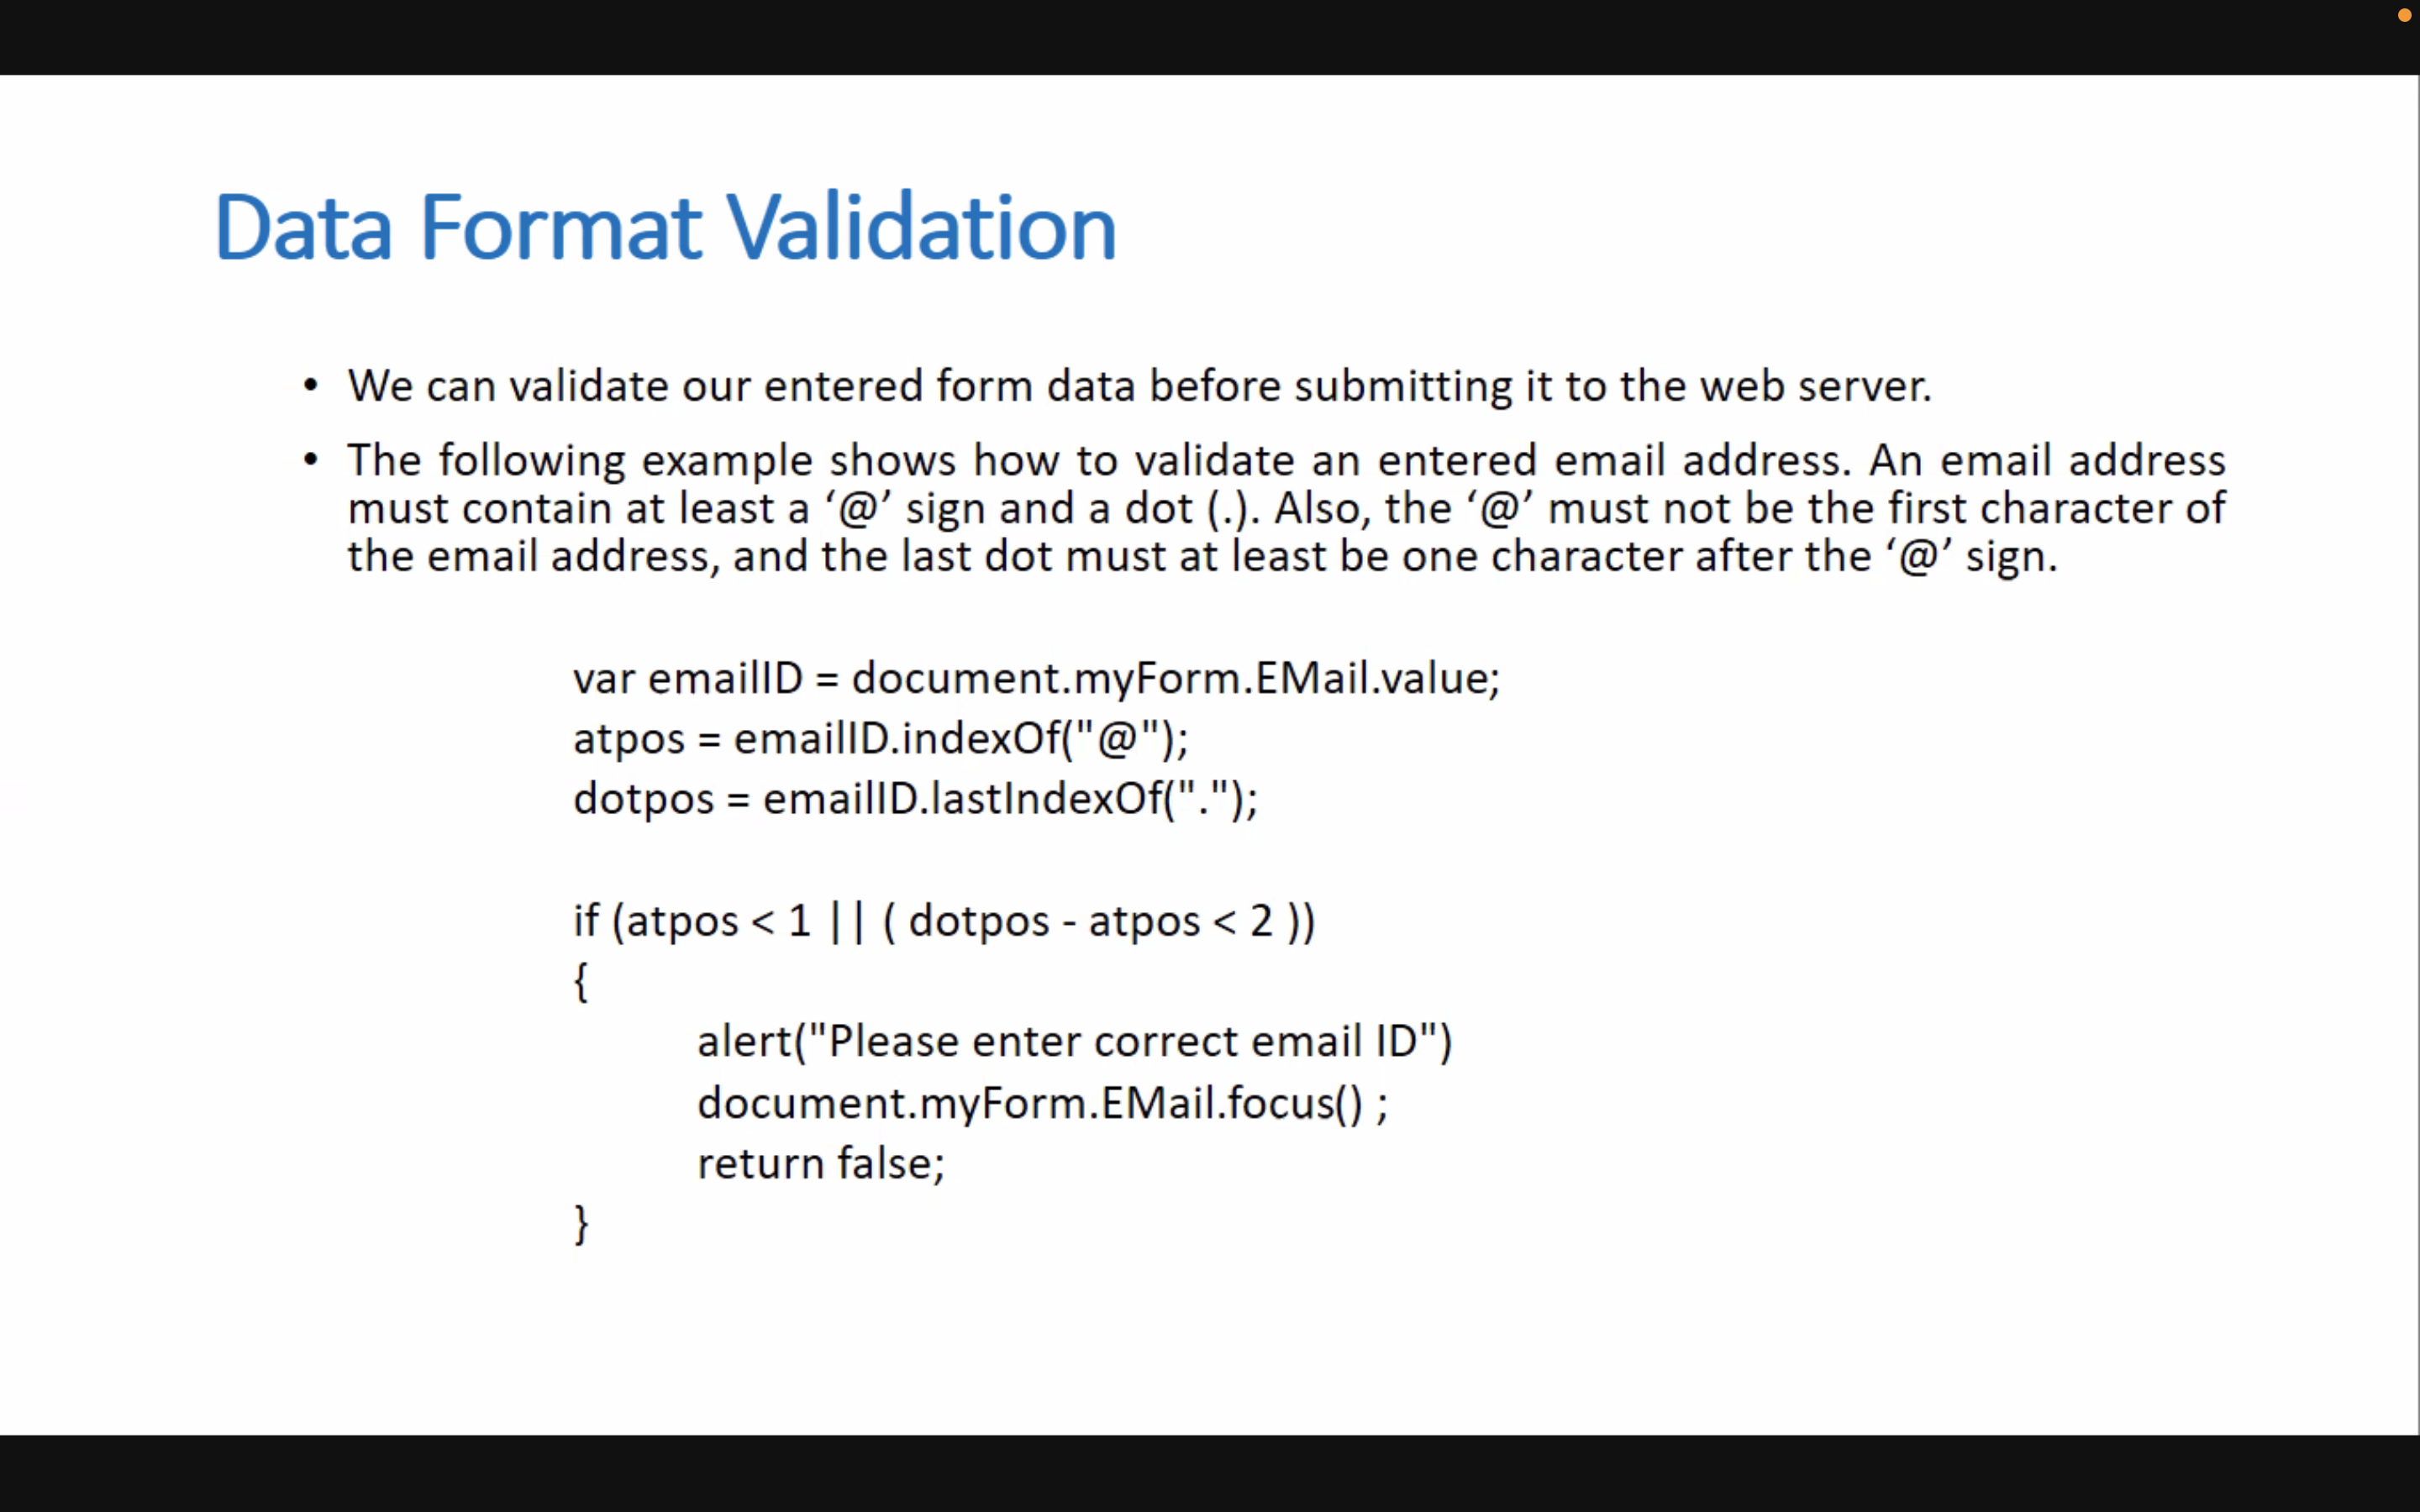 Data Format Validation
• We can validate our entered form data before submitting it to the web server.
• The following example shows how to validate an entered email address. An email address
must contain at least a ‘@’ sign and a dot (.). Also, the ‘@’ must not be the first character of
the email address, and the last dot must at least be one character after the ‘@’ sign.
var emailID = document.myForm.EMail.value;
atpos = emailID.indexOf("@");
dotpos = emailID.lastIndexOf(".");
if (atpos < 1 || ( dotpos - atpos < 2 ))
{
alert("Please enter correct email ID")
document.myForm.EMail.focus() ;
return false;
}